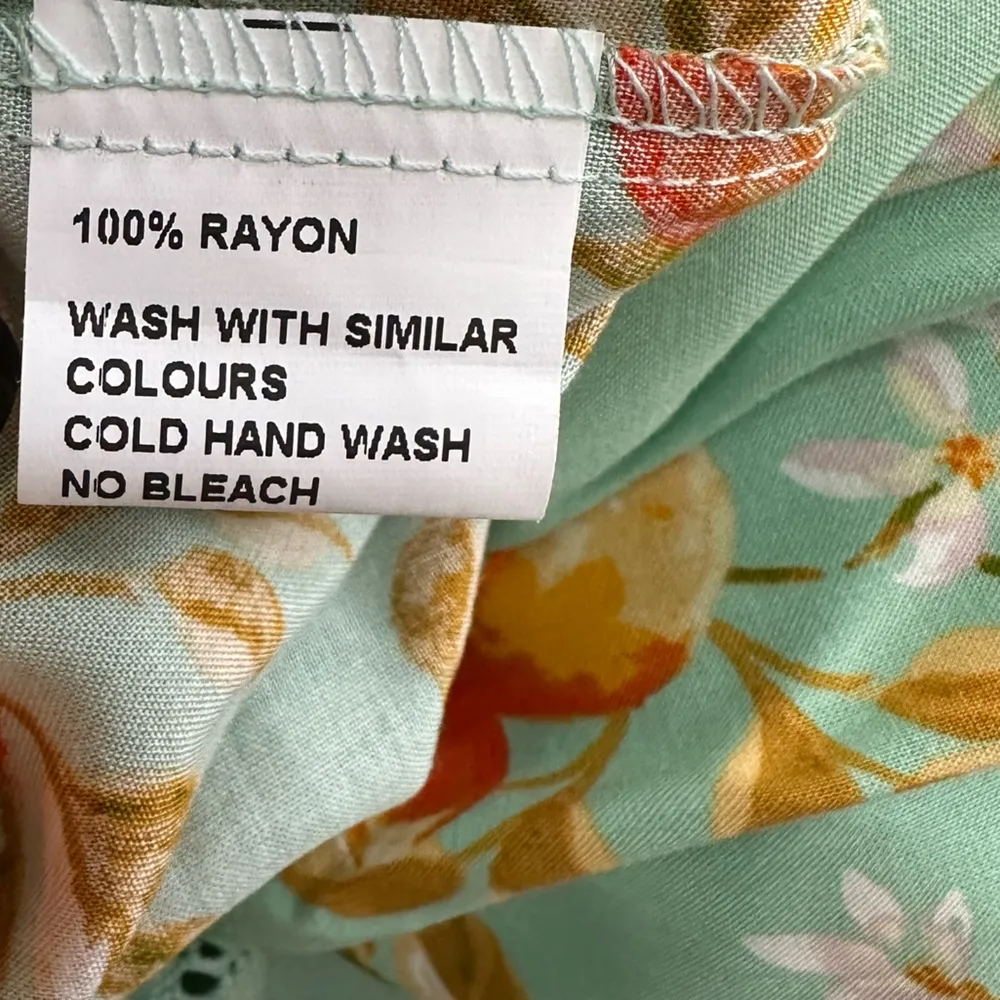 100% RAYON
WASH WITH SIMILAR
COLOURS
COLD HAND WASH
NO BLEACH